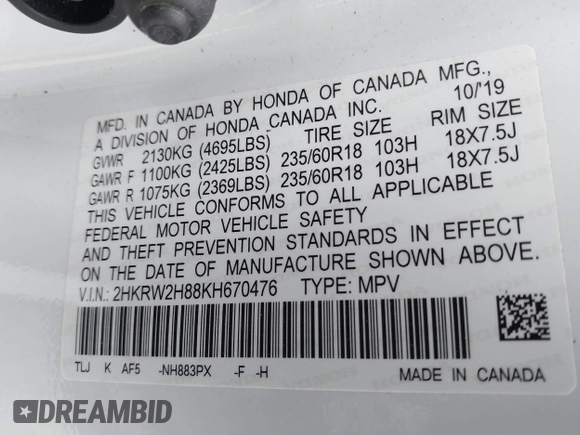 MFD. IN CANADA BY HONDA OF CANADA MFG.,
A DIVISION OF HONDA CANADA INC. 10/'19
GVWR 2130KG (4695LBS) TIRE SIZE RIM SIZE
GAWR F 1100KG (2425LBS) 235/60R18 103H 18X7.5J
GAWR R 1075KG (2369LBS) 235/60R18 103H 18X7.5J
THIS VEHICLE CONFORMS TO ALL APPLICABLE
FEDERAL MOTOR VEHICLE SAFETY
AND THEFT PREVENTION STANDARDS IN EFFECT
ON THE DATE OF MANUFACTURE SHOWN ABOVE.
V.I.N.: 2HKRW2H88KH670476 TYPE: MPV
TLJ K AF5 -NH883PX -F -H
MADE IN CANADA
DREAMBID